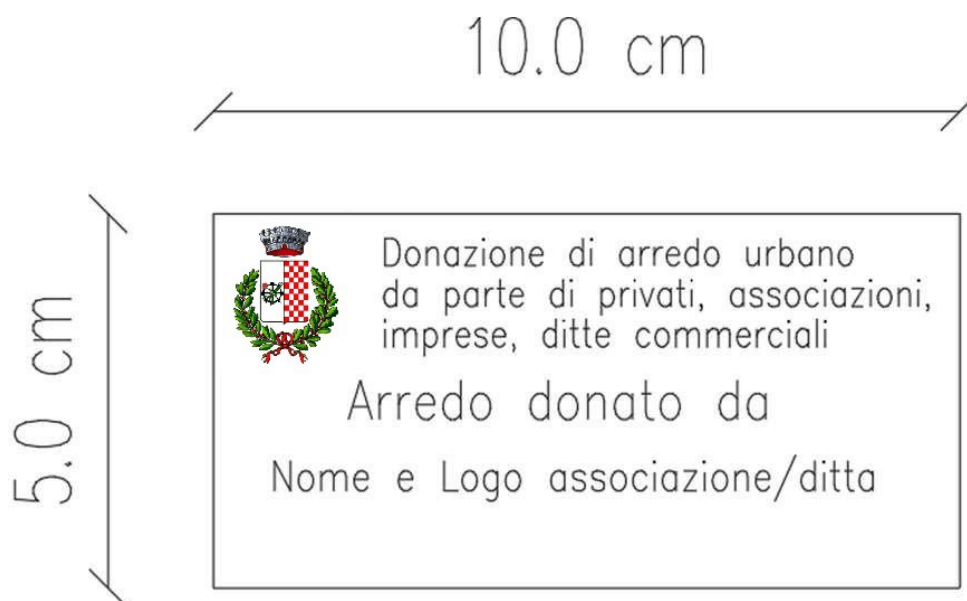 10.0 cm
5.0 cm
Donazione di arredo urbano
da parte di privati, associazioni,
imprese, ditte commerciali
Arredo donato da
Nome e Logo associazione/ditta